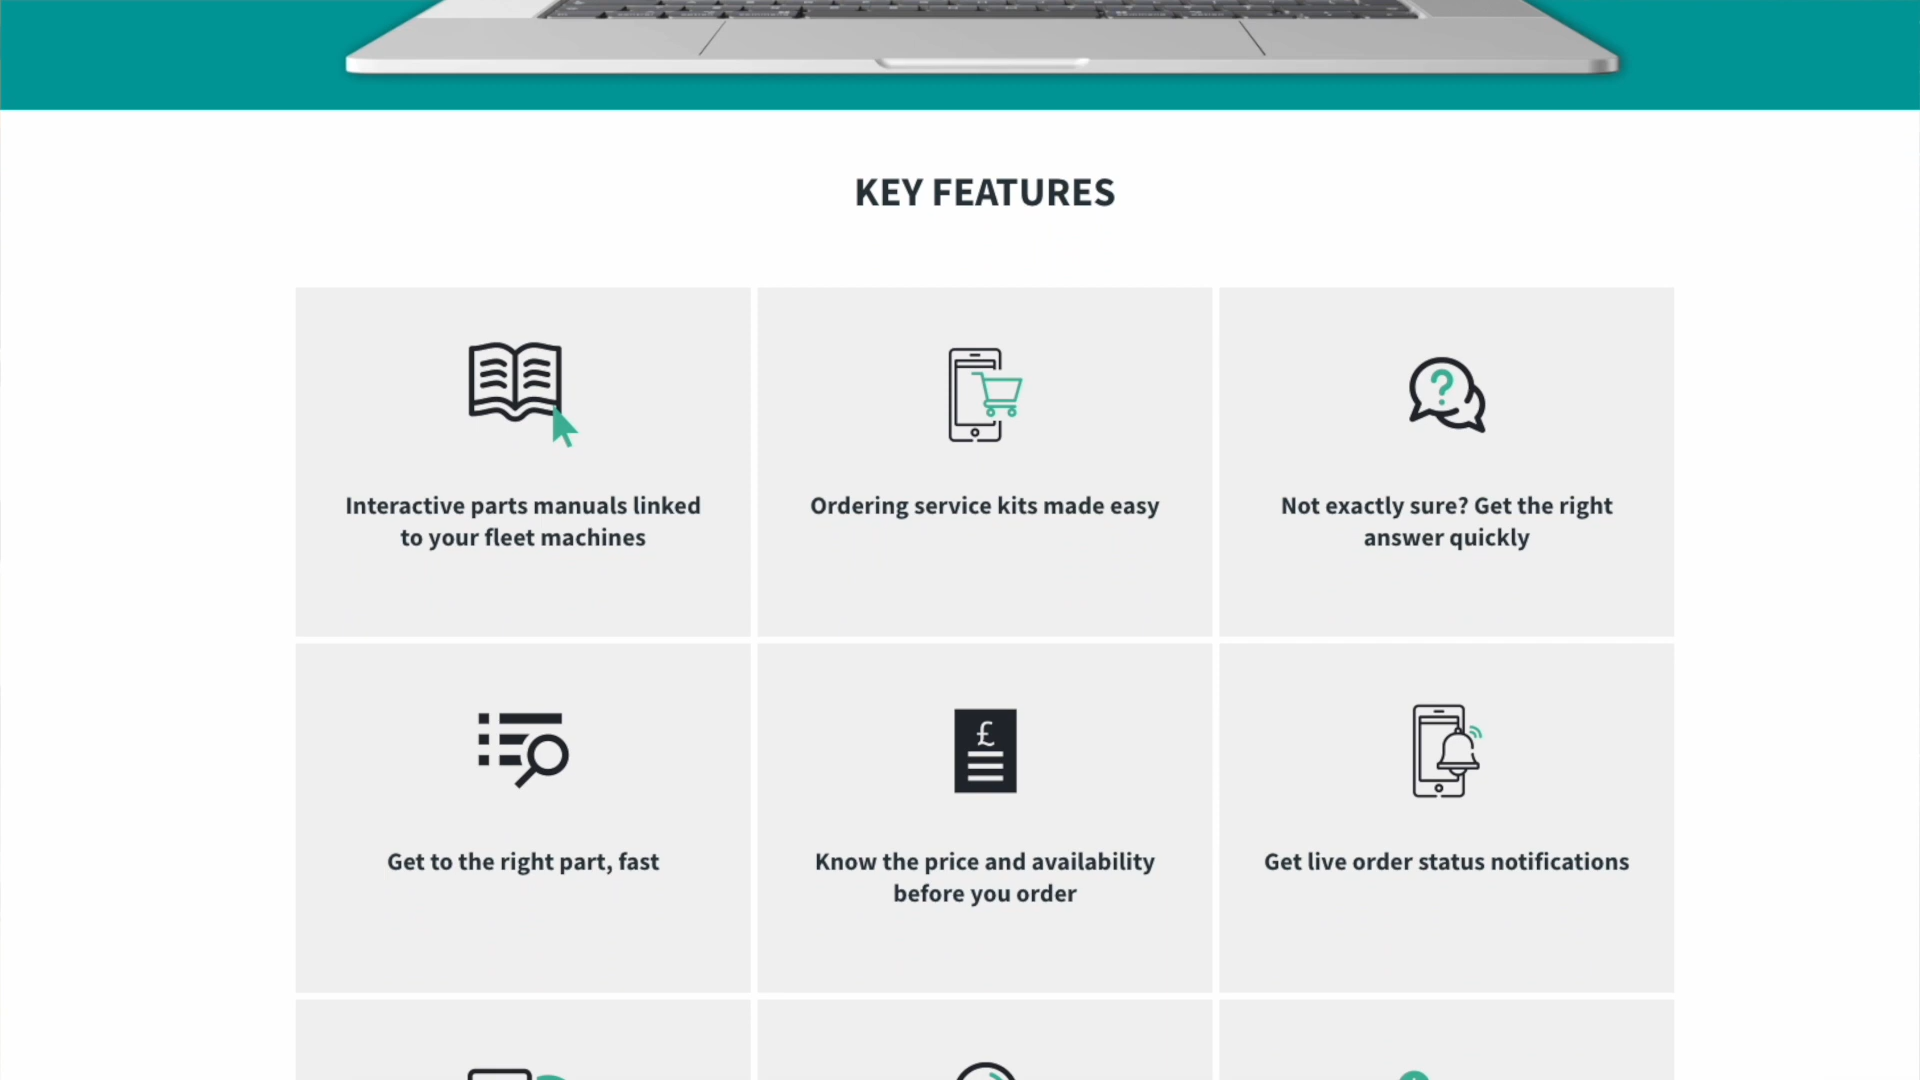 KEY FEATURES
Interactive parts manuals linked
to your fleet machines
Ordering service kits made easy
Not exactly sure? Get the right
answer quickly
?
£
Get to the right part, fast
Know the price and availability
before you order
Get live order status notifications